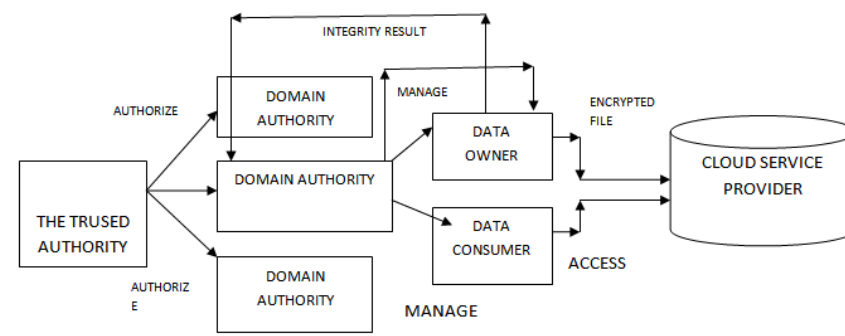 INTEGRITY RESULT
AUTHORIZE
DOMAIN
AUTHORITY
MANAGE
ENCRYPTED
FILE
DATA
OWNER
CLOUD SERVICE
PROVIDER
DOMAIN AUTHORITY
THE TRUSED
AUTHORITY
DATA
CONSUMER
ACCESS
AUTHORIZ
E
DOMAIN
AUTHORITY
MANAGE